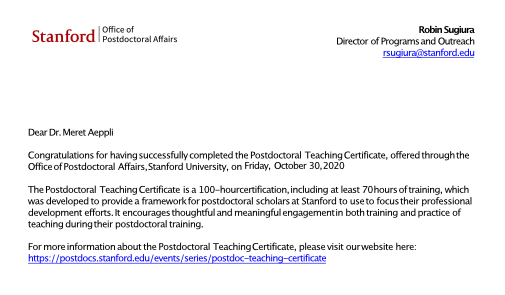 Stanford
Office of
Postdoctoral Affairs
Robin Sugiura
Director of Programs and Outreach
rsugiura@stanford.edu
Dear Dr. Meret Aeppli
Congratulations for having successfully completed the Postdoctoral Teaching Certificate, offered through the
Office of Postdoctoral Affairs, Stanford University, on Friday, October 30, 2020
The Postdoctoral Teaching Certificate is a 100-hour certification, including at least 70 hours of training, which
was developed to provide a framework for postdoctoral scholars at Stanford to use to focus their professional
development efforts. It encourages thoughtful and meaningful engagement in both training and practice of
teaching during their postdoctoral training.
For more information about the Postdoctoral Teaching Certificate, please visit our website here:
https://postdocs.stanford.edu/events/series/postdoc-teaching-certificate